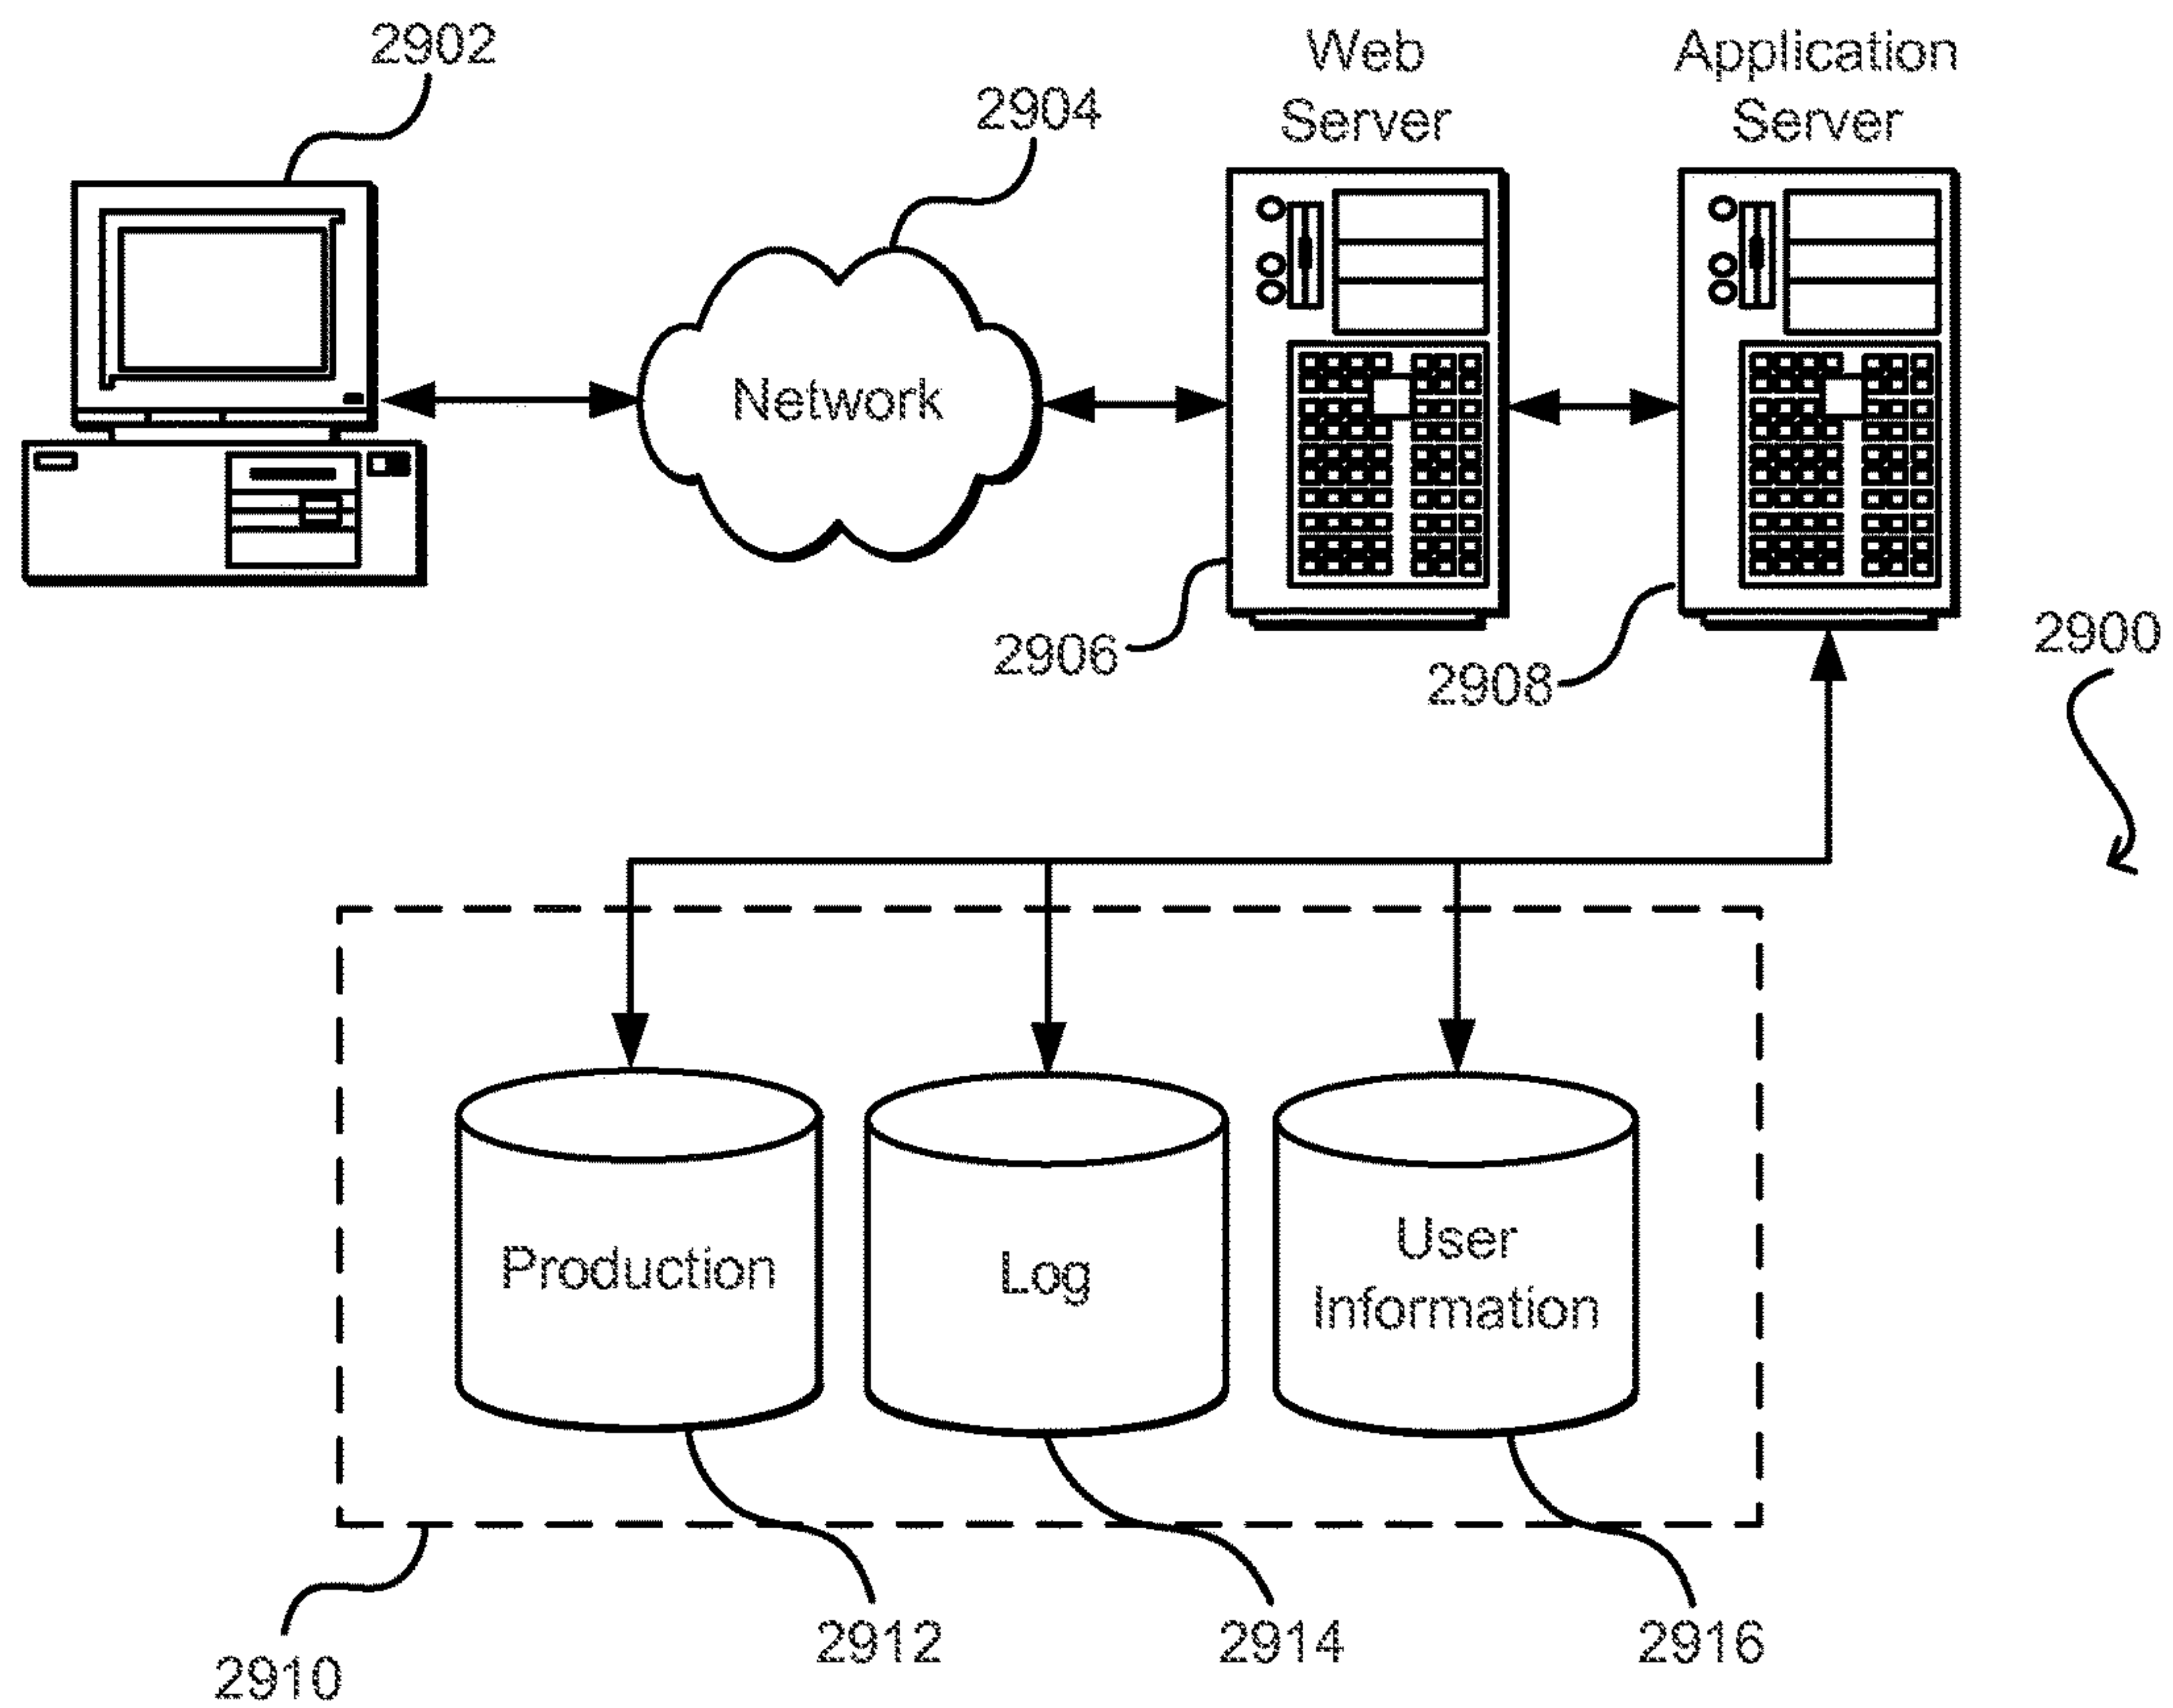 2902
2904
Web
Server
Application
Server
Network
2906
2908
2900
Production
Log
User
Information
2910
2912
2914
2916